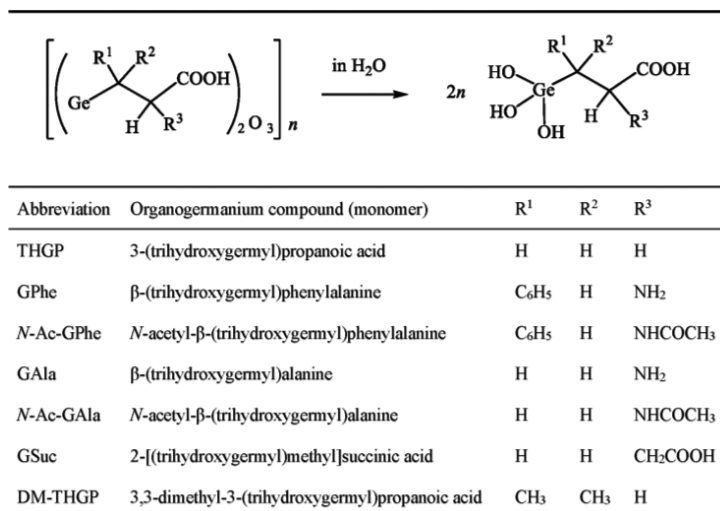 R¹ R²
COOH
Ge
H R³
2O3 n
in H₂O
2n
R¹ R²
HO COOH
Ge
HO
OH
H R³
Abbreviation Organogermanium compound (monomer) R¹ R² R³
THGP 3-(trihydroxygermyl)propanoic acid H H H
GPhe β-(trihydroxygermyl)phenylalanine C₆H₅ H NH₂
N-Ac-GPhe N-acetyl-β-(trihydroxygermyl)phenylalanine C₆H₅ H NHCOCH₃
GAla β-(trihydroxygermyl)alanine H H NH₂
N-Ac-GAla N-acetyl-β-(trihydroxygermyl)alanine H H NHCOCH₃
GSuc 2-[(trihydroxygermyl)methyl]succinic acid H H CH₂COOH
DM-THGP 3,3-dimethyl-3-(trihydroxygermyl)propanoic acid CH₃ CH₃ H